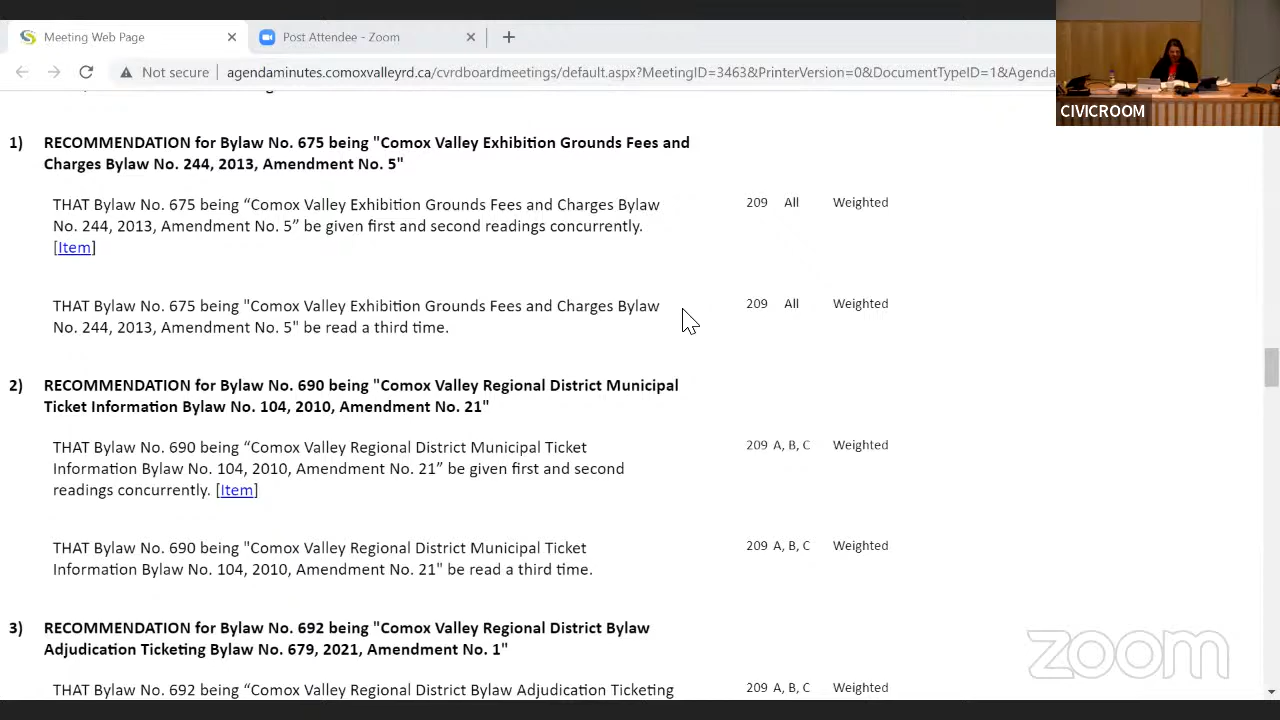 Meeting Web Page
Post Attendee - Zoom
Not secure
agendaminutes.comoxvalleyrd.ca/cvrdboardmeetings/default.aspx?MeetingID=3463&PrinterVersion=0&DocumentTypeID=1&Agenda
CIVICROOM
1) RECOMMENDATION for Bylaw No. 675 being "Comox Valley Exhibition Grounds Fees and
Charges Bylaw No. 244, 2013, Amendment No. 5"
THAT Bylaw No. 675 being “Comox Valley Exhibition Grounds Fees and Charges Bylaw 209 All Weighted
No. 244, 2013, Amendment No. 5” be given first and second readings concurrently.
[Item]
THAT Bylaw No. 675 being "Comox Valley Exhibition Grounds Fees and Charges Bylaw 209 All Weighted
No. 244, 2013, Amendment No. 5" be read a third time.
2) RECOMMENDATION for Bylaw No. 690 being "Comox Valley Regional District Municipal
Ticket Information Bylaw No. 104, 2010, Amendment No. 21"
THAT Bylaw No. 690 being “Comox Valley Regional District Municipal Ticket 209 A, B, C Weighted
Information Bylaw No. 104, 2010, Amendment No. 21” be given first and second
readings concurrently. [Item]
THAT Bylaw No. 690 being "Comox Valley Regional District Municipal Ticket 209 A, B, C Weighted
Information Bylaw No. 104, 2010, Amendment No. 21" be read a third time.
3) RECOMMENDATION for Bylaw No. 692 being "Comox Valley Regional District Bylaw
Adjudication Ticketing Bylaw No. 679, 2021, Amendment No. 1"
THAT Bylaw No. 692 being “Comox Valley Regional District Bylaw Adjudication Ticketing 209 A, B, C Weighted
zoom